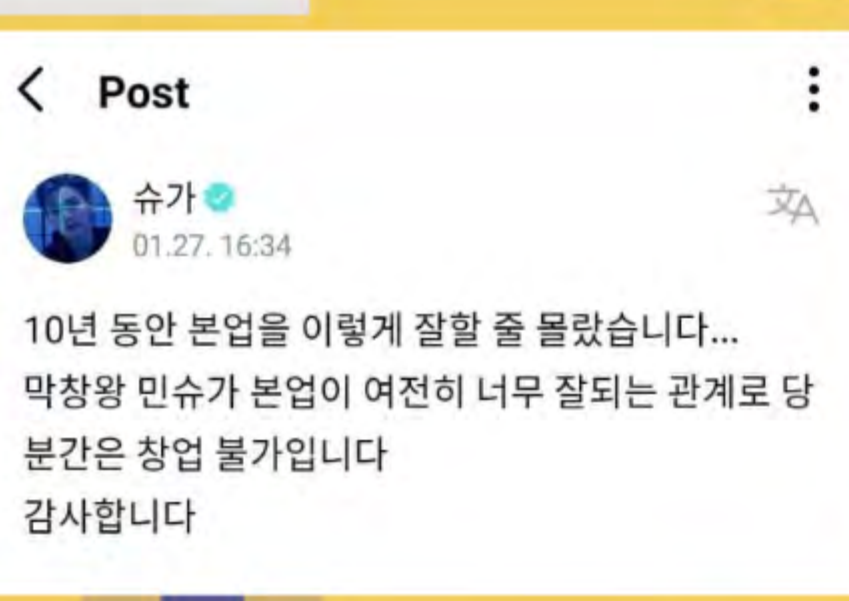 Post
슈가
01.27. 16:34
10년 동안 본업을 이렇게 잘할 줄 몰랐습니다...
막창왕 민슈가 본업이 여전히 너무 잘되는 관계로 당
분간은 창업 불가입니다
감사합니다